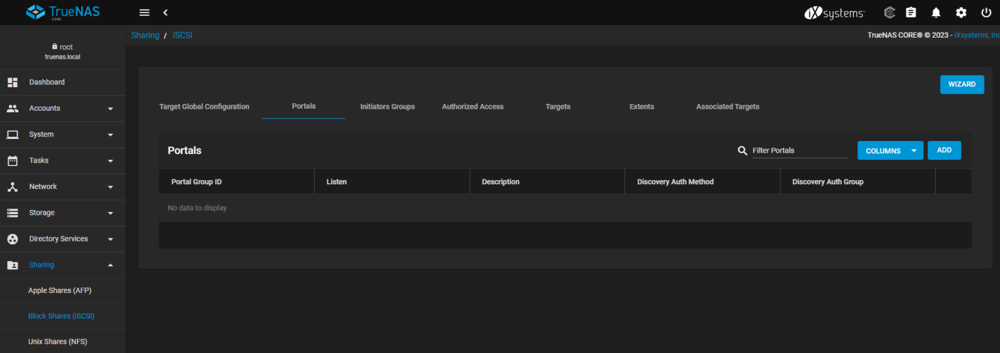 TrueNAS
CORE
iXsystems
root
truenas.local
Sharing / iSCSI
TrueNAS CORE® © 2023 - iXsystems, Inc
Dashboard
Accounts
System
Tasks
Network
Storage
Directory Services
Sharing
Apple Shares (AFP)
Block Shares (iSCSI)
Unix Shares (NFS)
WIZARD
Target Global Configuration
Portals
Initiators Groups
Authorized Access
Targets
Extents
Associated Targets
Portals
Filter Portals
COLUMNS
ADD
Portal Group ID
Listen
Description
Discovery Auth Method
Discovery Auth Group
No data to display